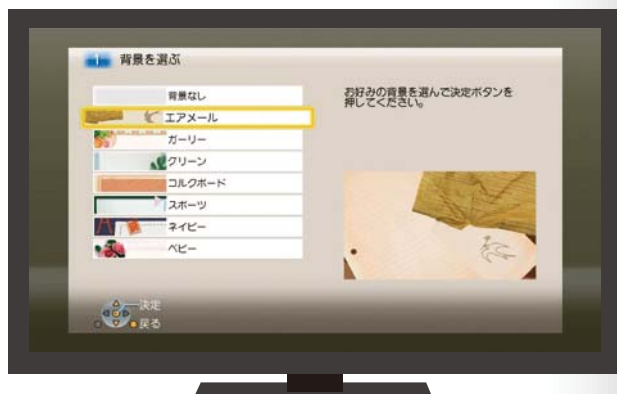 1 背景を選ぶ
背景なし
エアメール
ガーリー
グリーン
コルクボード
スポーツ
ネイビー
ベビー
お好みの背景を選んで決定ボタンを
押してください。
決定
戻る